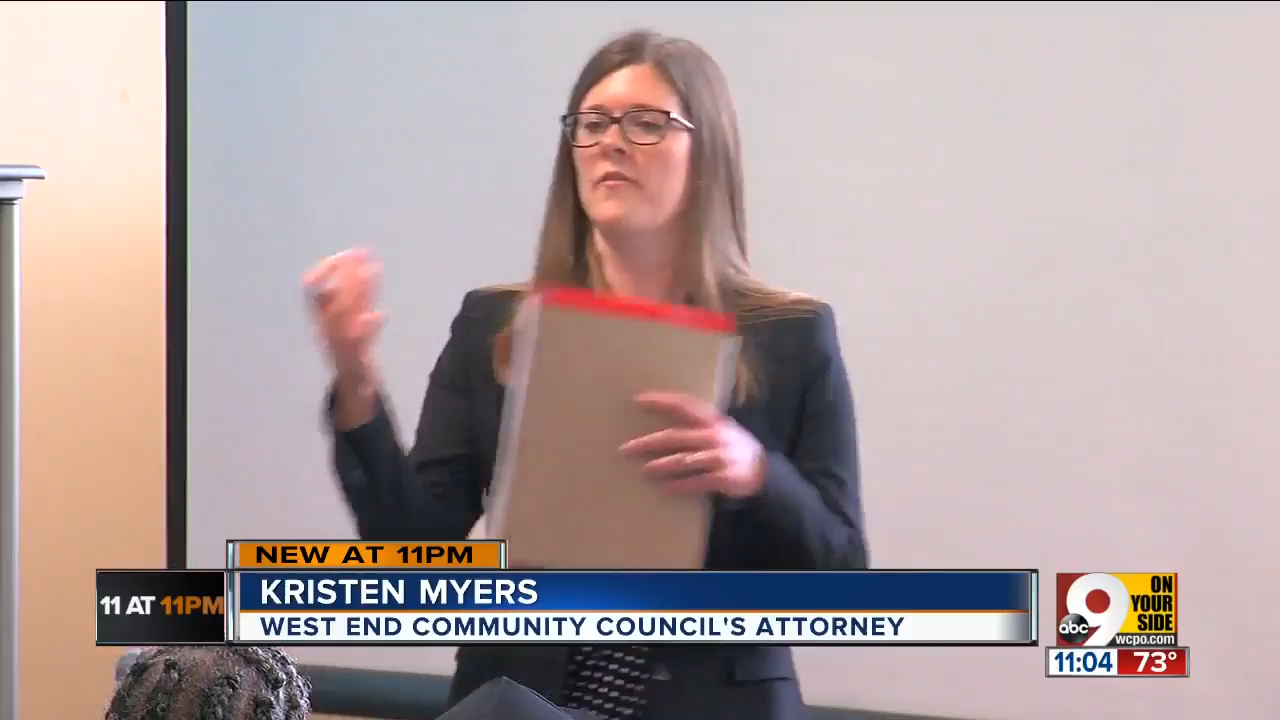 NEW AT 11PM
11 AT 11PM
KRISTEN MYERS
WEST END COMMUNITY COUNCIL'S ATTORNEY
abc 9
ON
YOUR
SIDE
wcpo.com
11:04 73°